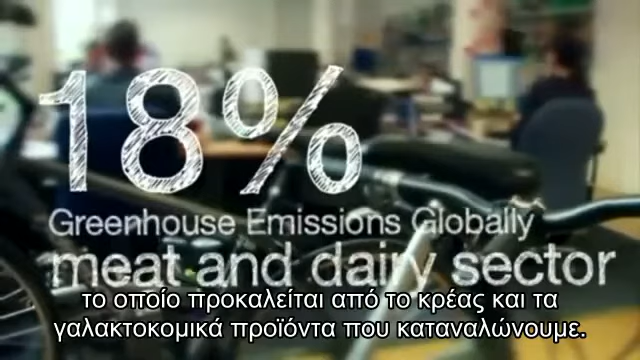 18%
Greenhouse Emissions Globally
meat and dairy sector
το οποίο προκαλείται από το κρέας και τα
γαλακτοκομικά προϊόντα που καταναλώνουμε.